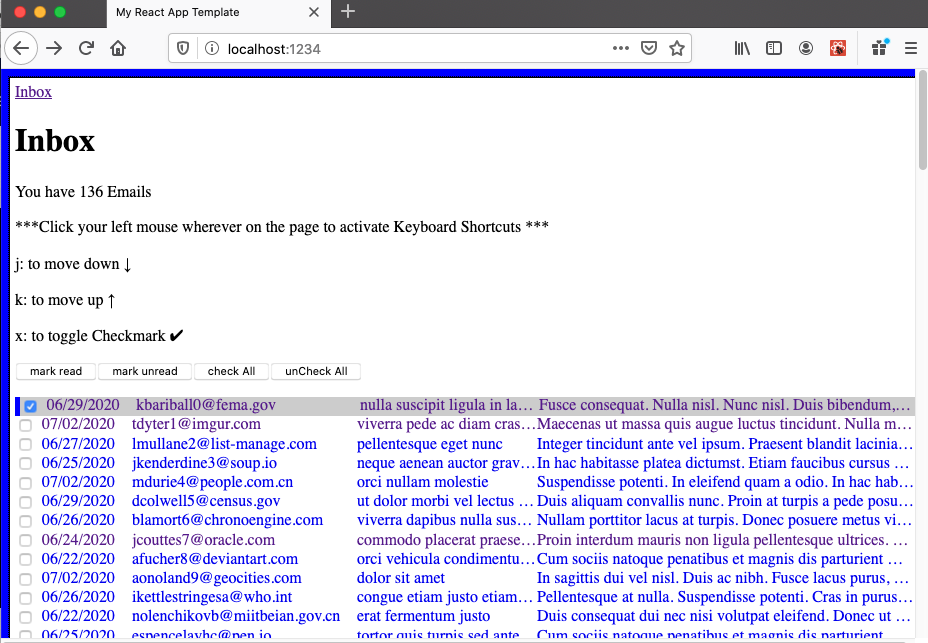 My React App Template
localhost:1234
Inbox
Inbox
You have 136 Emails
***Click your left mouse wherever on the page to activate Keyboard Shortcuts ***
j: to move down ↓
k: to move up ↑
x: to toggle Checkmark ✔
mark read mark unread check All unCheck All
06/29/2020 kbariball0@fema.gov nulla suscipit ligula in la… Fusce consequat. Nulla nisl. Nunc nisl. Duis bibendum,…
07/02/2020 tdyter1@imgur.com viverra pede ac diam cras… Maecenas ut massa quis augue luctus tincidunt. Nulla m…
06/27/2020 lmullane2@list-manage.com pellentesque eget nunc Integer tincidunt ante vel ipsum. Praesent blandit lacinia…
06/25/2020 jkenderdine3@soup.io neque aenean auctor grav… In hac habitasse platea dictumst. Etiam faucibus cursus …
07/02/2020 mdurie4@people.com.cn orci nullam molestie Suspendisse potenti. In eleifend quam a odio. In hac hab…
06/29/2020 dcolwell5@census.gov ut dolor morbi vel lectus … Duis aliquam convallis nunc. Proin at turpis a pede posu…
06/26/2020 blamort6@chronoengine.com viverra dapibus nulla sus… Nullam porttitor lacus at turpis. Donec posuere metus vi…
06/24/2020 jcouttes7@oracle.com commodo placerat praese… Proin interdum mauris non ligula pellentesque ultrices. …
06/22/2020 afucher8@deviantart.com orci vehicula condimentu… Cum sociis natoque penatibus et magnis dis parturient …
07/02/2020 aonoland9@geocities.com dolor sit amet In sagittis dui vel nisl. Duis ac nibh. Fusce lacus purus, …
06/26/2020 ikettlestringesa@who.int congue etiam justo etiam… Pellentesque at nulla. Suspendisse potenti. Cras in purus…
06/22/2020 nolenchikovb@miitbeian.gov.cn erat fermentum justo Duis consequat dui nec nisi volutpat eleifend. Donec ut …
06/25/2020 espencelayhc@pen.io tortor quis turpis sed ante… Cum sociis natoque penatibus et magnis dis parturient …